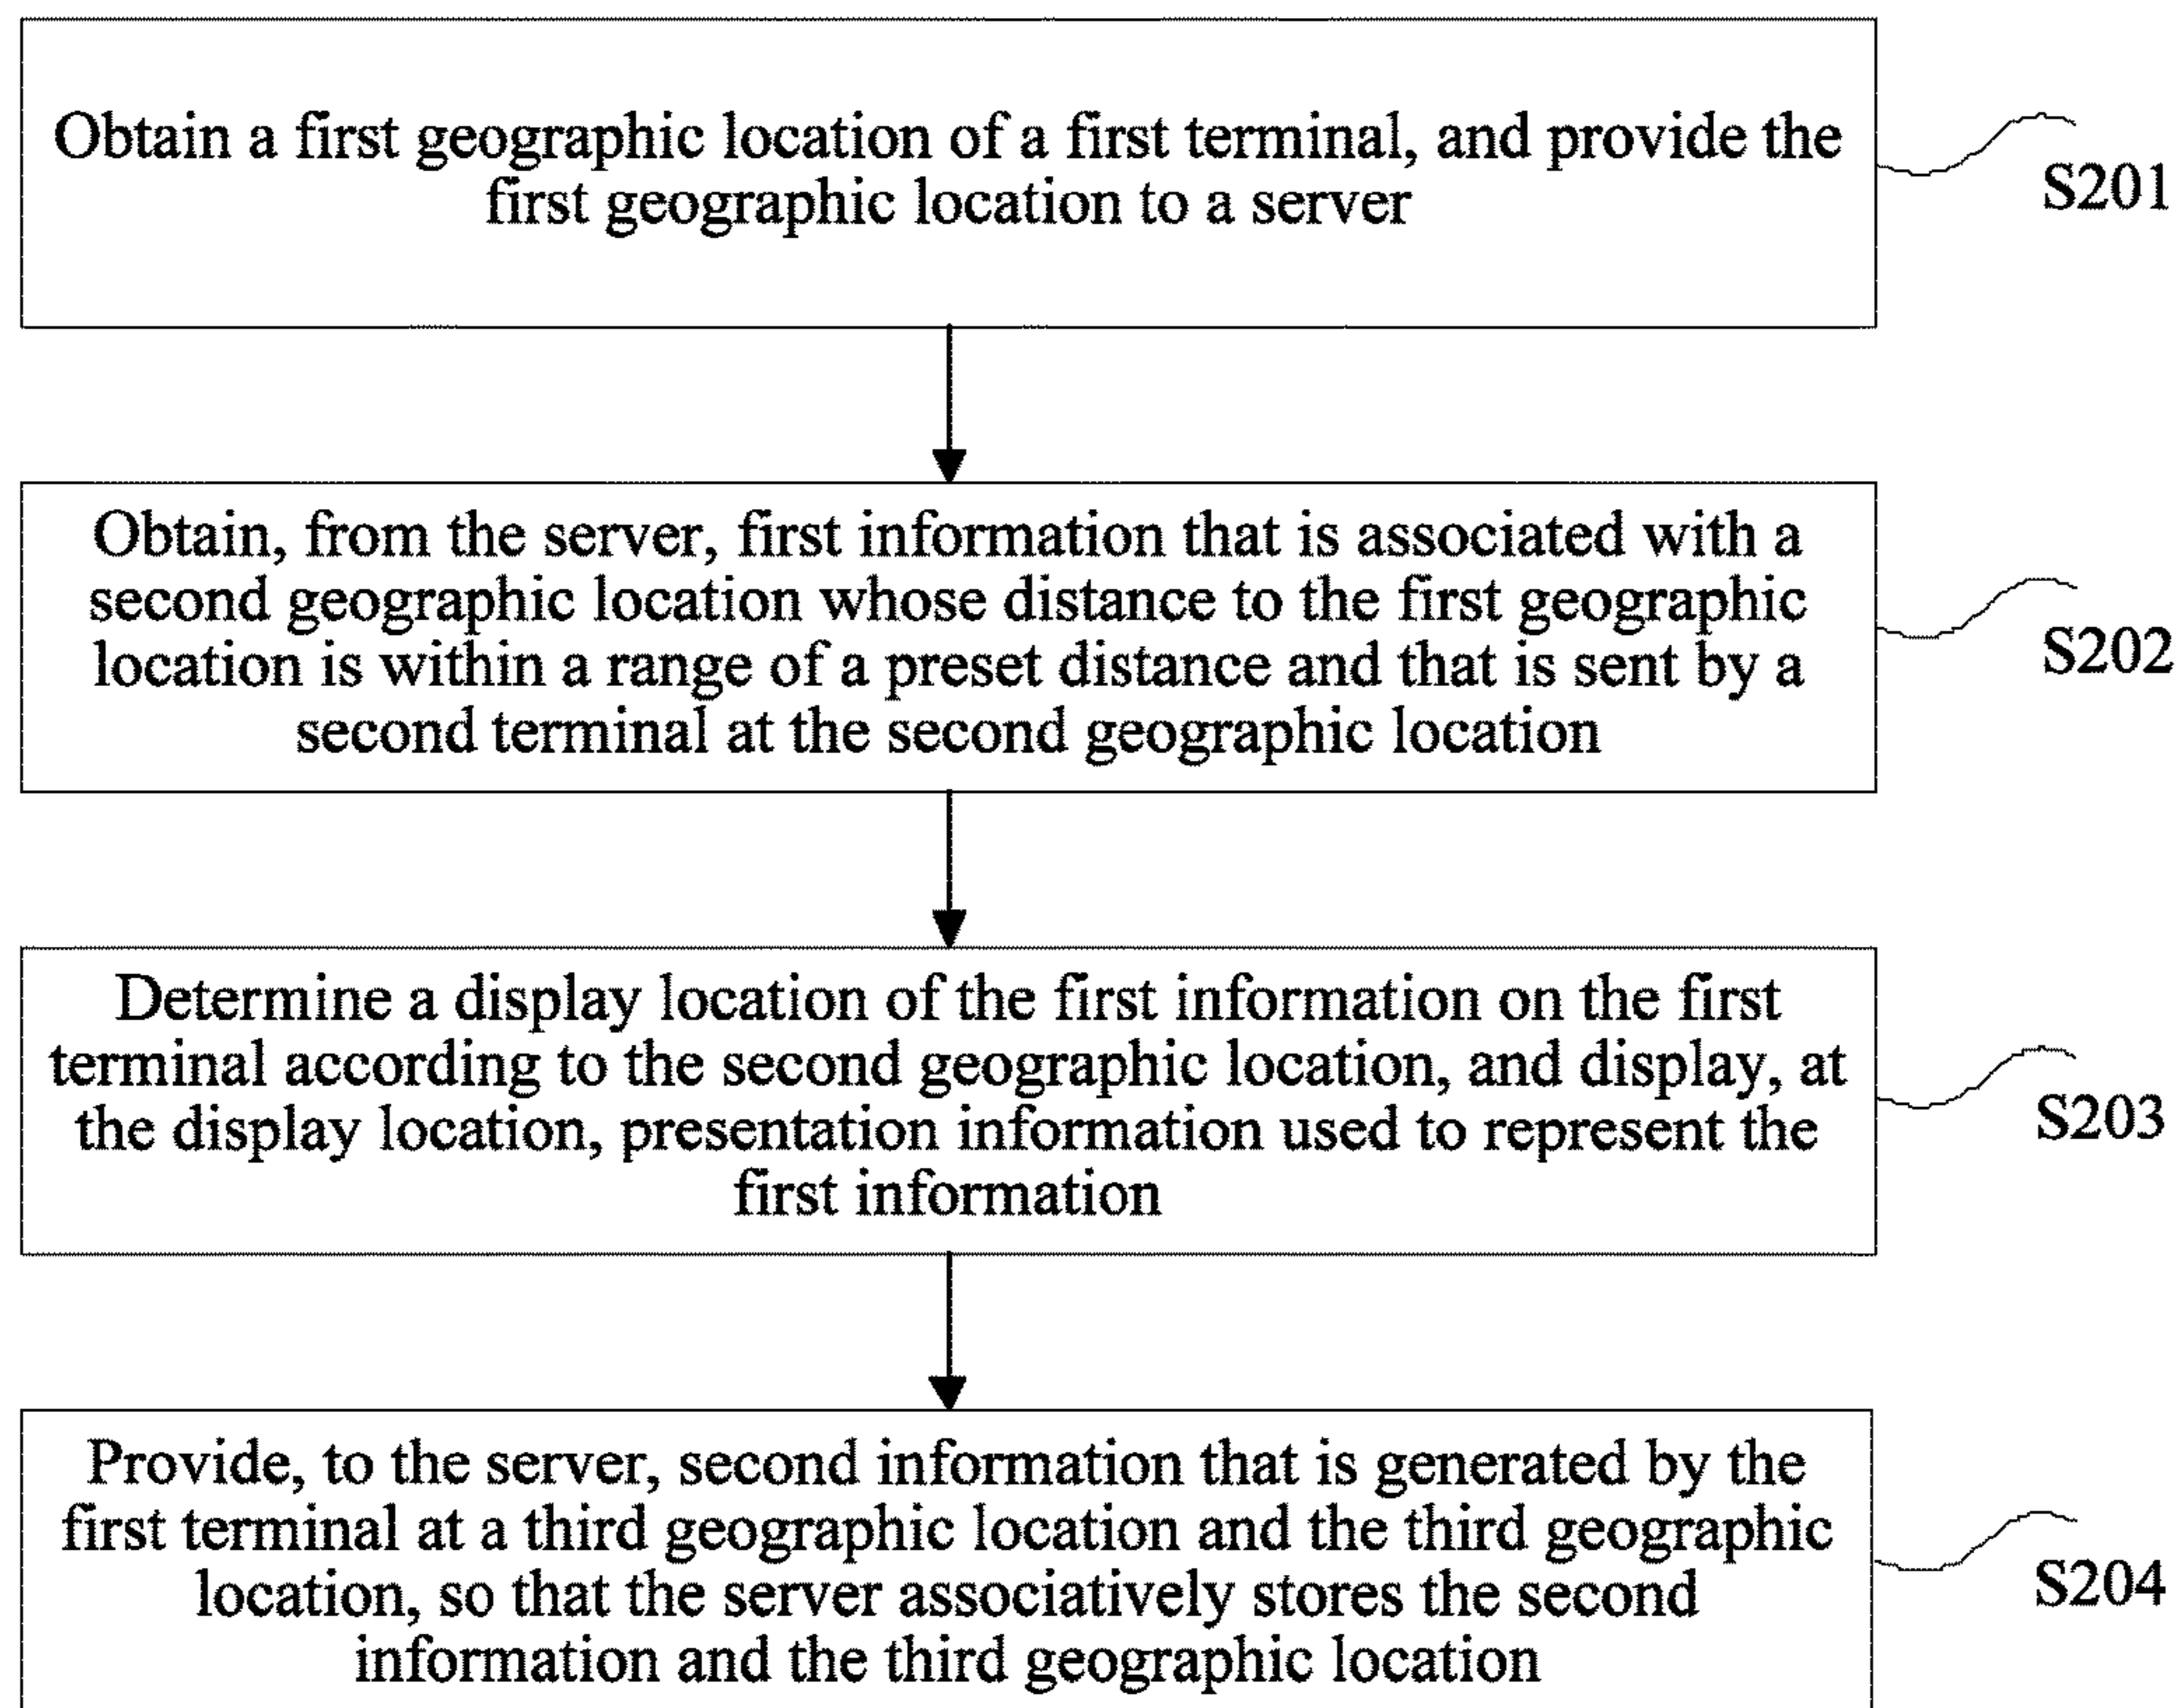 Obtain a first geographic location of a first terminal, and provide the
first geographic location to a server
S201
Obtain, from the server, first information that is associated with a
second geographic location whose distance to the first geographic
location is within a range of a preset distance and that is sent by a
second terminal at the second geographic location
S202
Determine a display location of the first information on the first
terminal according to the second geographic location, and display, at
the display location, presentation information used to represent the
first information
S203
Provide, to the server, second information that is generated by the
first terminal at a third geographic location and the third geographic
location, so that the server associatively stores the second
information and the third geographic location
S204